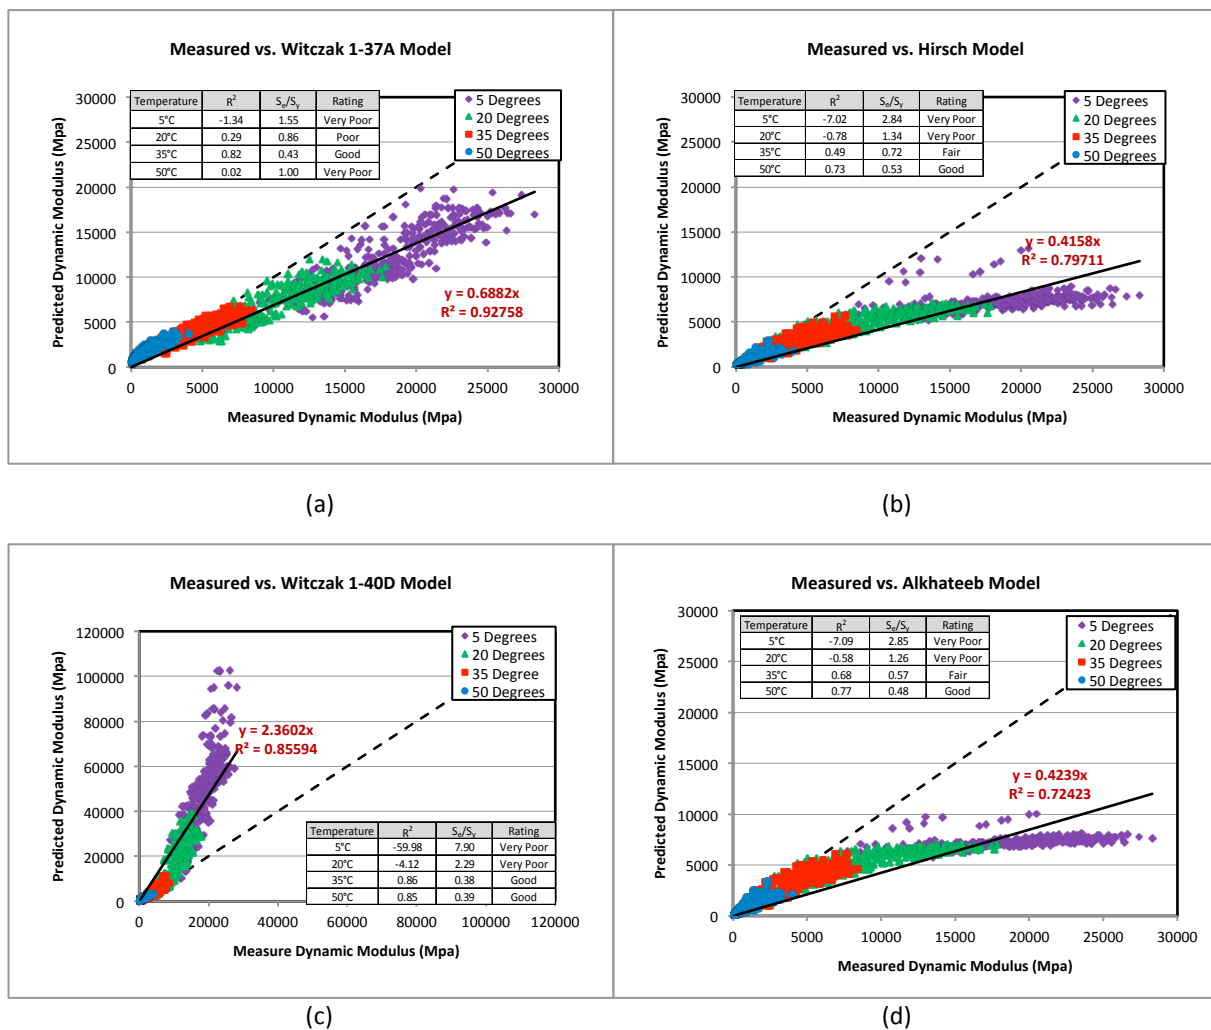 Measured vs. Witczak 1-37A Model
Temperature R² Sₑ/Sᵧ Rating
5°C -1.34 1.55 Very Poor
20°C 0.29 0.86 Poor
35°C 0.82 0.43 Good
50°C 0.02 1.00 Very Poor
5 Degrees
20 Degrees
35 Degrees
50 Degrees
30000
25000
20000
15000
10000
5000
0
Predicted Dynamic Modulus (Mpa)
y = 0.6882x
R² = 0.92758
0 5000 10000 15000 20000 25000 30000
Measured Dynamic Modulus (Mpa)
(a)
Measured vs. Hirsch Model
Temperature R² Sₑ/Sᵧ Rating
5°C -7.02 2.84 Very Poor
20°C -0.78 1.34 Very Poor
35°C 0.49 0.72 Fair
50°C 0.73 0.53 Good
5 Degrees
20 Degrees
35 Degrees
50 Degrees
30000
25000
20000
15000
10000
5000
0
Predicted Dynamic Modulus (Mpa)
y = 0.4158x
R² = 0.79711
0 5000 10000 15000 20000 25000 30000
Measured Dynamic Modulus (Mpa)
(b)
Measured vs. Witczak 1-40D Model
5 Degrees
20 Degrees
35 Degree
50 Degrees
120000
100000
80000
60000
40000
20000
0
Predicted Dynamic Modulus (Mpa)
y = 2.3602x
R² = 0.85594
Temperature R² Sₑ/Sᵧ Rating
5°C -59.98 7.90 Very Poor
20°C -4.12 2.29 Very Poor
35°C 0.86 0.38 Good
50°C 0.85 0.39 Good
0 20000 40000 60000 80000 100000 120000
Measure Dynamic Modulus (Mpa)
(c)
Measured vs. Alkhateeb Model
Temperature R² Sₑ/Sᵧ Rating
5°C -7.09 2.85 Very Poor
20°C -0.58 1.26 Very Poor
35°C 0.68 0.57 Fair
50°C 0.77 0.48 Good
5 Degrees
20 Degrees
35 Degrees
50 Degrees
30000
25000
20000
15000
10000
5000
0
Predicted Dynamic Modulus (Mpa)
y = 0.4239x
R² = 0.72423
0 5000 10000 15000 20000 25000 30000
Measured Dynamic Modulus (Mpa)
(d)